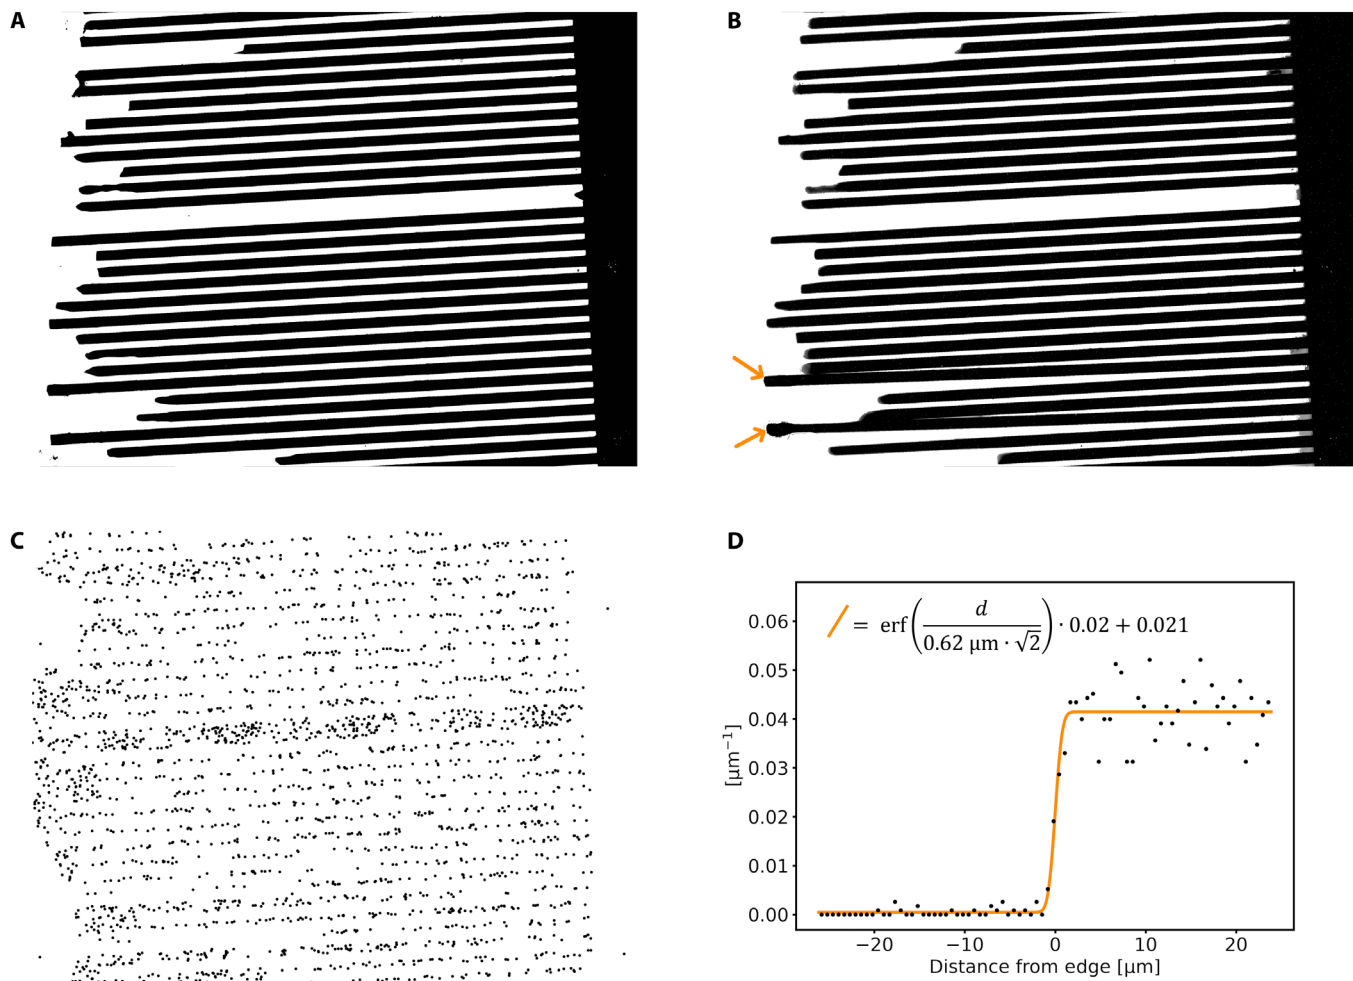 A
B
C
D
= erf(d / (0.62 μm · √2)) · 0.02 + 0.021
0.06
0.05
0.04
0.03
0.02
0.01
0.00
[μm⁻¹]
−20 −10 0 10 20
Distance from edge [μm]